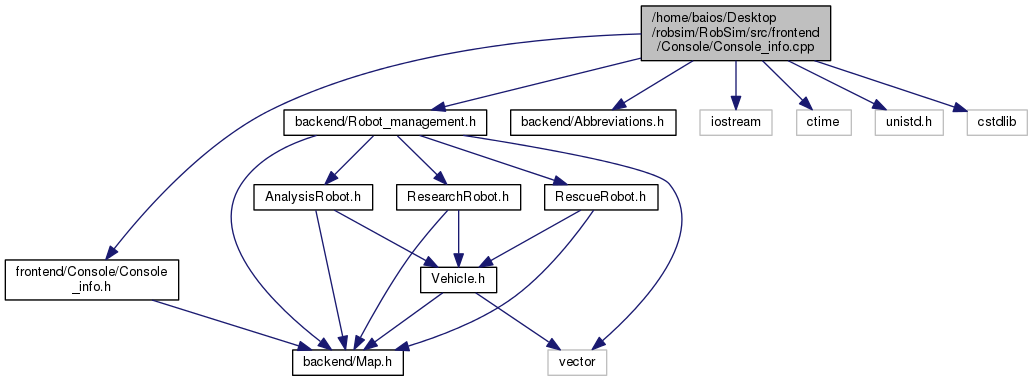 /home/baios/Desktop
/robsim/RobSim/src/frontend
/Console/Console_info.cpp
backend/Robot_management.h
backend/Abbreviations.h
iostream
ctime
unistd.h
cstdlib
AnalysisRobot.h
ResearchRobot.h
RescueRobot.h
frontend/Console/Console
_info.h
Vehicle.h
backend/Map.h
vector